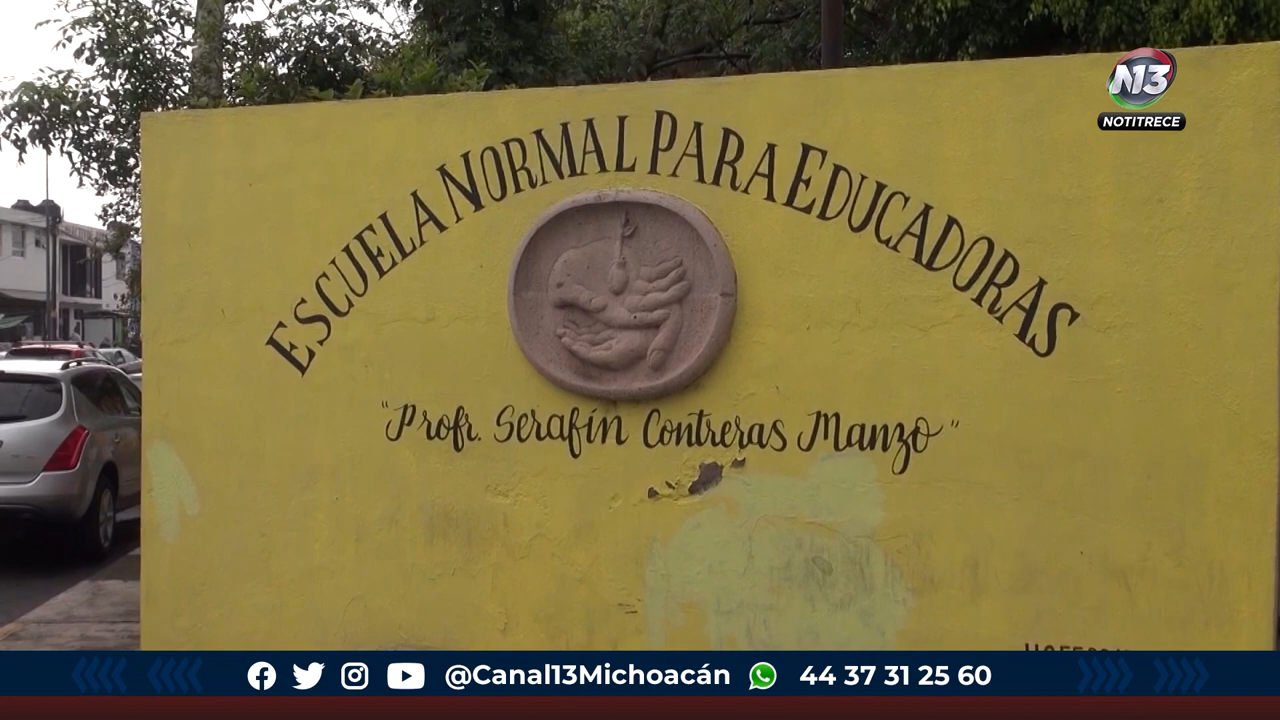 N13
NOTITRECE
ESCUELA NORMAL PARA EDUCADORAS
"Profr. Serafín Contreras Manzo"
@Canal13Michoacán 44 37 31 25 60